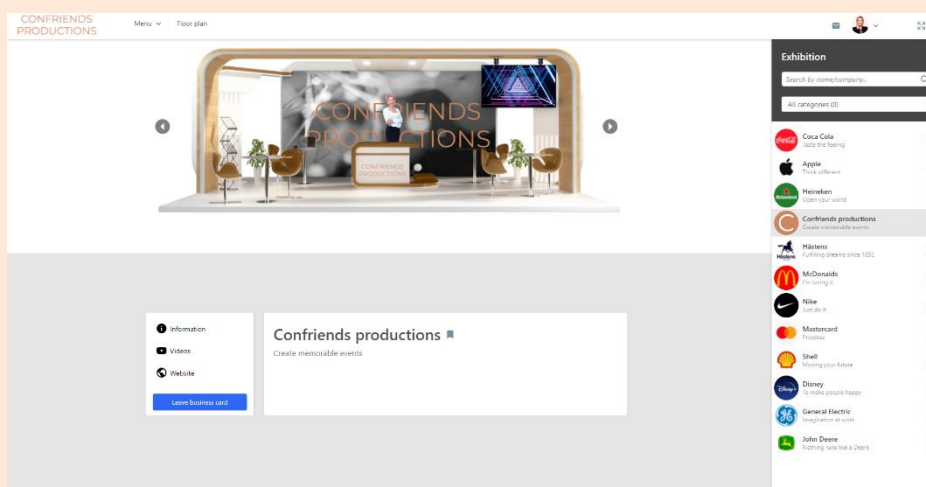 CONFRIENDS
PRODUCTIONS
Menu
Floor plan
CONFRIENDS
PRODUCTIONS
CONFRIENDS
PRODUCTIONS
Information
Videos
Website
Leave business card
Confriends productions
Create memorable events
Exhibition
Search by name/company...
All categories (0)
Coca Cola
Taste the feeling
Apple
Think different
Heineken
Open your world
Confriends productions
Create memorable events
Hästens
Fulfilling dreams since 1852
McDonalds
I'm loving it
Nike
Just do it
Mastercard
Priceless
Shell
Moving your future
Disney
To make people happy
General Electric
Imagination at work
John Deere
Nothing runs like a Deere